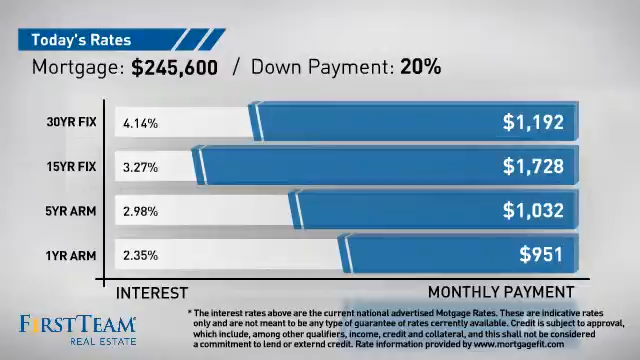 Today's Rates
Mortgage: $245,600 / Down Payment: 20%
30YR FIX 4.14% $1,192
15YR FIX 3.27% $1,728
5YR ARM 2.98% $1,032
1YR ARM 2.35% $951
INTEREST MONTHLY PAYMENT
FIRSTTEAM®
REAL ESTATE
* The interest rates above are the current national advertised Motgage Rates. These are indicative rates
only and are not meant to be any type of guarantee of rates cerrently available. Credit is subject to approval,
which include, among other qualifiers, income, credit and collateral, and this shall not be considered
a commitment to lend or externd credit. Rate information provided by www.mortgagefit.com